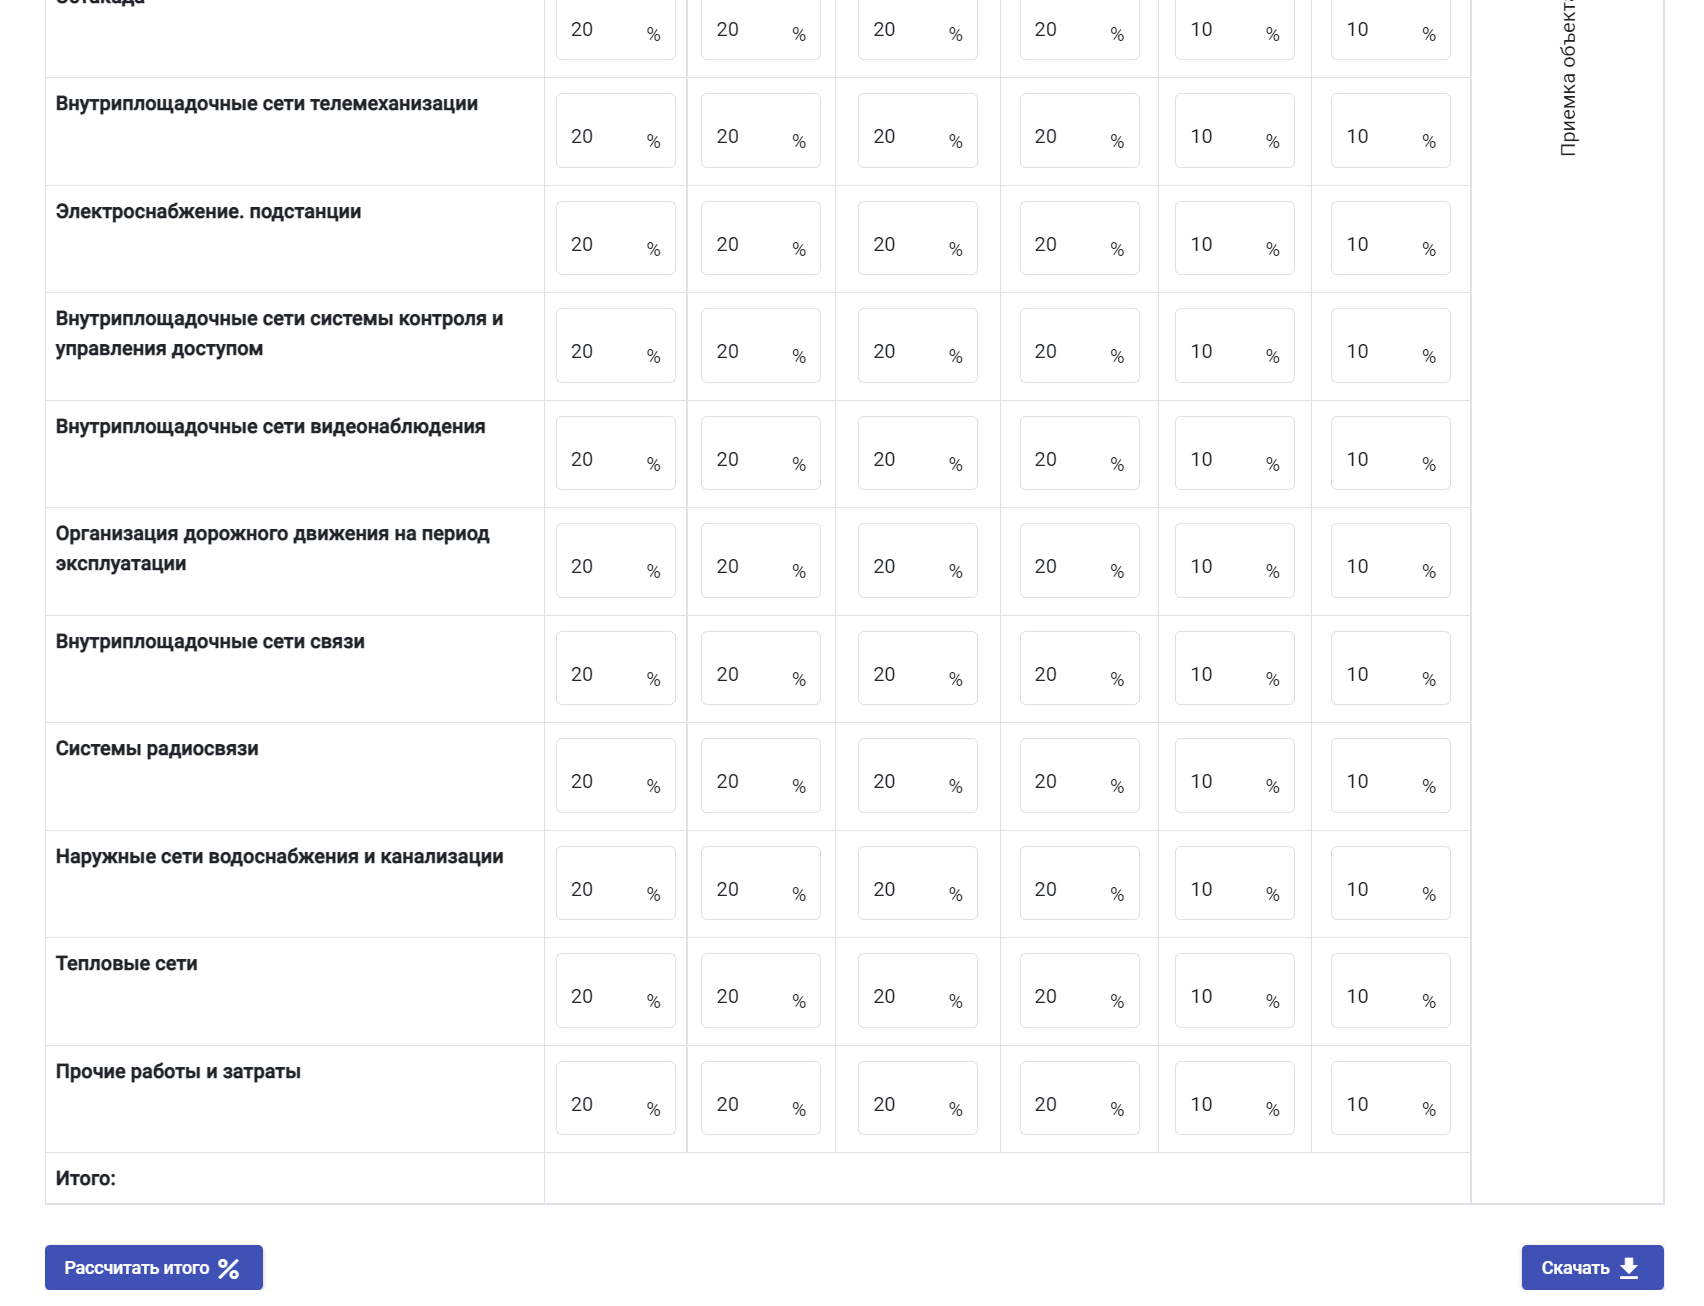 Эстакада
20 % 20 % 20 % 20 % 10 % 10 %
Приемка объекта
Внутриплощадочные сети телемеханизации
20 % 20 % 20 % 20 % 10 % 10 %
Электроснабжение. подстанции
20 % 20 % 20 % 20 % 10 % 10 %
Внутриплощадочные сети системы контроля и
управления доступом
20 % 20 % 20 % 20 % 10 % 10 %
Внутриплощадочные сети видеонаблюдения
20 % 20 % 20 % 20 % 10 % 10 %
Организация дорожного движения на период
эксплуатации
20 % 20 % 20 % 20 % 10 % 10 %
Внутриплощадочные сети связи
20 % 20 % 20 % 20 % 10 % 10 %
Системы радиосвязи
20 % 20 % 20 % 20 % 10 % 10 %
Наружные сети водоснабжения и канализации
20 % 20 % 20 % 20 % 10 % 10 %
Тепловые сети
20 % 20 % 20 % 20 % 10 % 10 %
Прочие работы и затраты
20 % 20 % 20 % 20 % 10 % 10 %
Итого:
Рассчитать итого %
Скачать